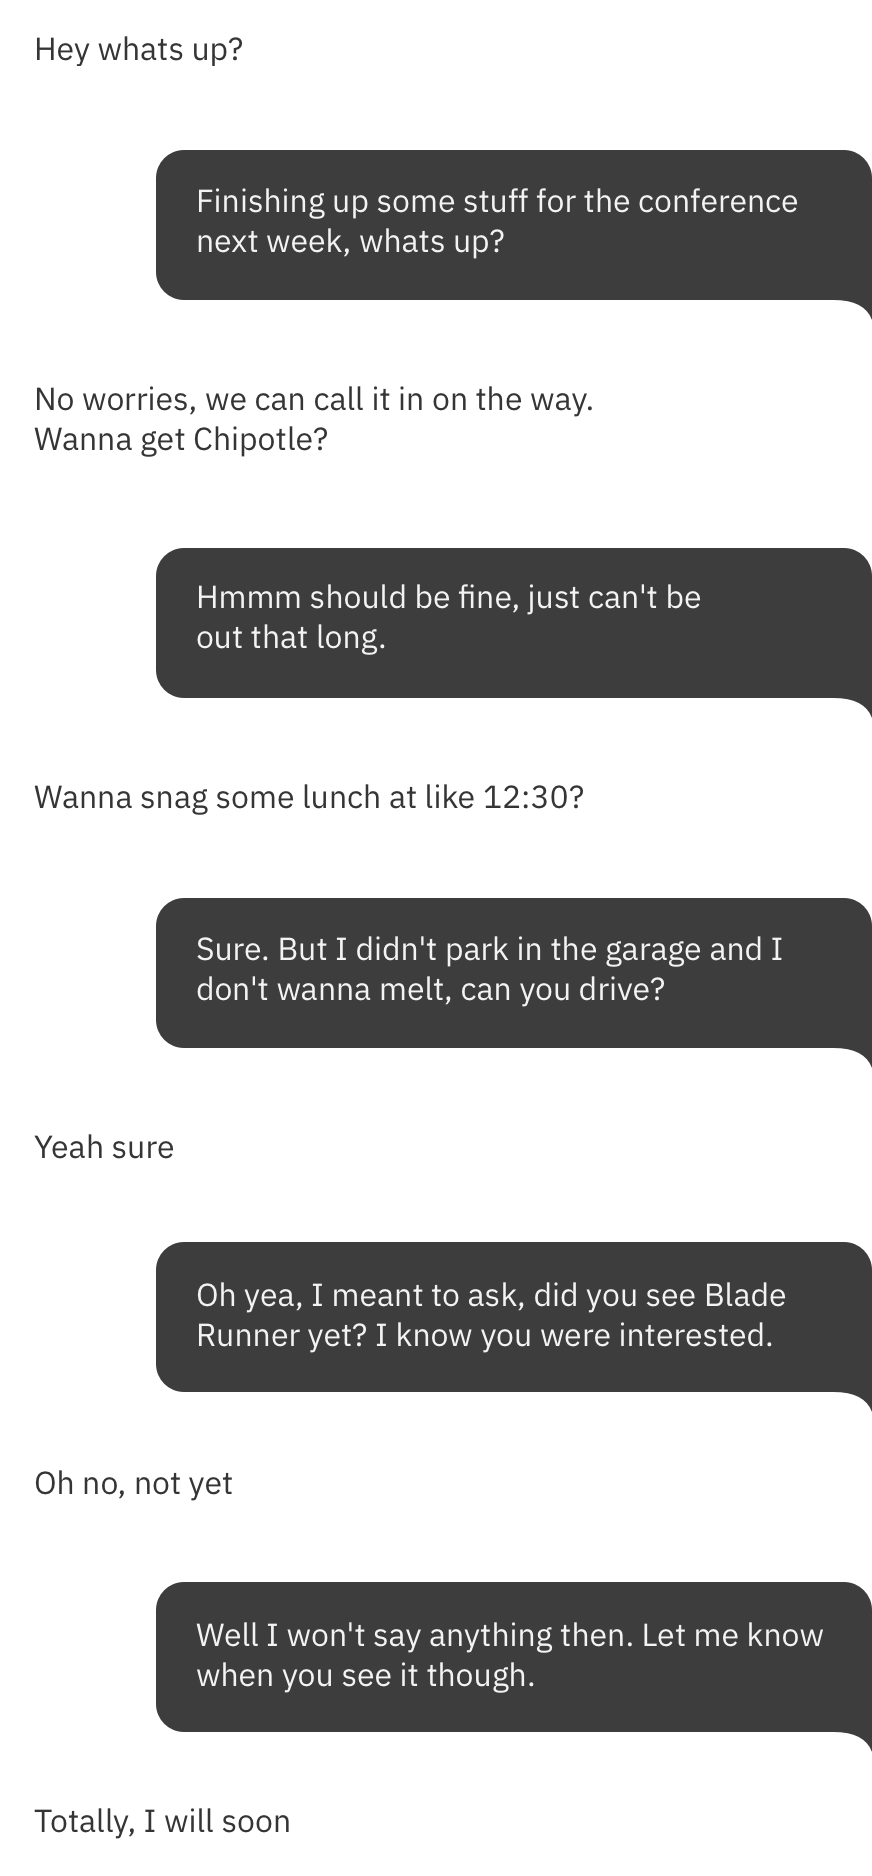 Hey whats up?
Finishing up some stuff for the conference
next week, whats up?
No worries, we can call it in on the way.
Wanna get Chipotle?
Hmmm should be fine, just can't be
out that long.
Wanna snag some lunch at like 12:30?
Sure. But I didn't park in the garage and I
don't wanna melt, can you drive?
Yeah sure
Oh yea, I meant to ask, did you see Blade
Runner yet? I know you were interested.
Oh no, not yet
Well I won't say anything then. Let me know
when you see it though.
Totally, I will soon